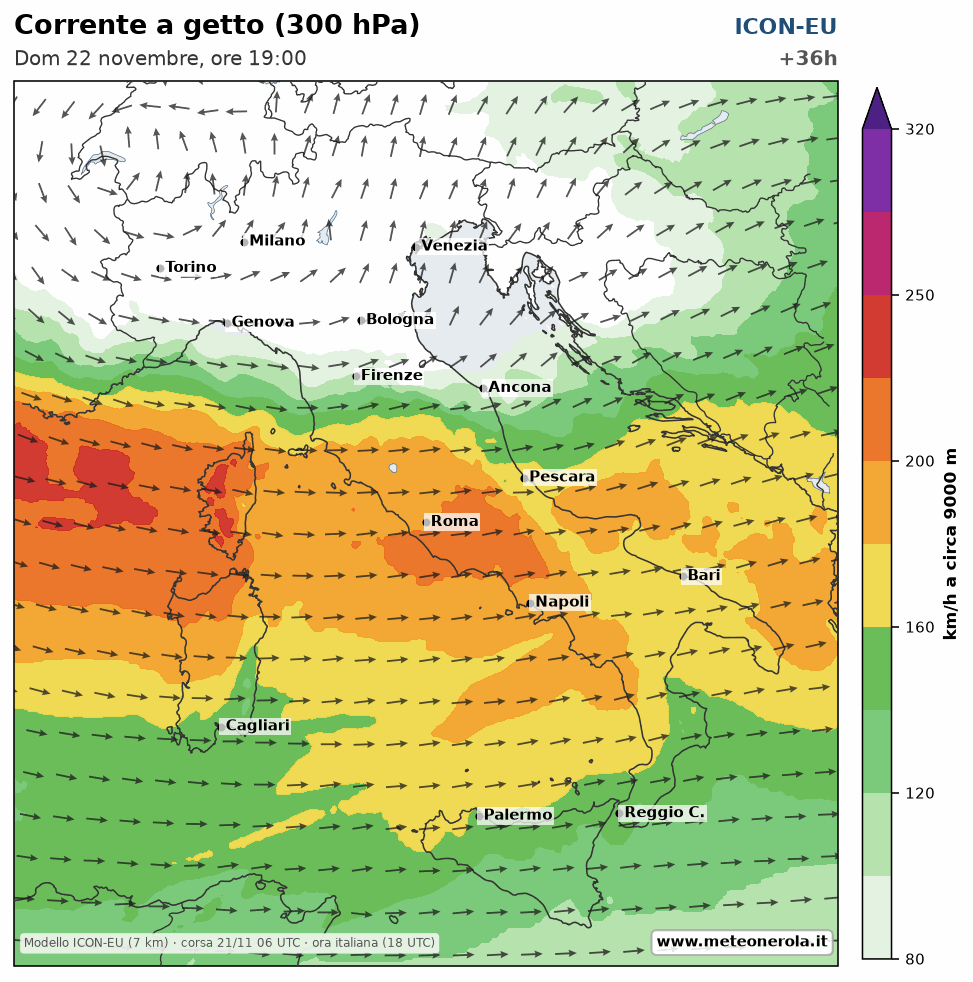 Corrente a getto (300 hPa)
ICON-EU
Dom 22 novembre, ore 19:00
+36h
Milano
Venezia
Torino
Genova
Bologna
Firenze
Ancona
Pescara
Roma
Bari
Napoli
Cagliari
Palermo
Reggio C.
320
250
200
160
120
80
km/h a circa 9000 m
Modello ICON-EU (7 km) · corsa 21/11 06 UTC · ora italiana (18 UTC)
www.meteonerola.it